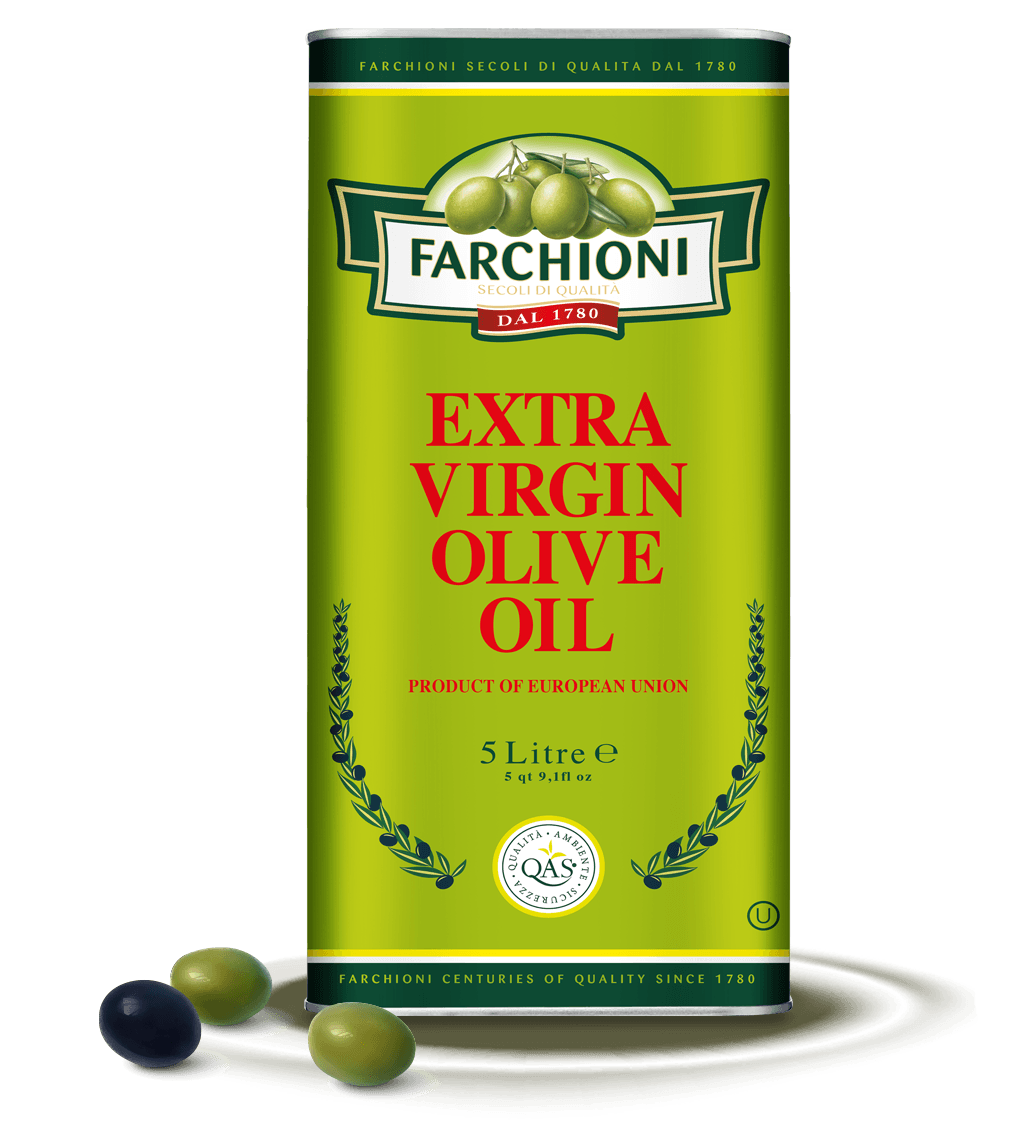 FARCHIONI SECOLI DI QUALITA DAL 1780
FARCHIONI
SECOLI DI QUALITA
DAL 1780
EXTRA
VIRGIN
OLIVE
OIL
PRODUCT OF EUROPEAN UNION
5 Litre ℮
5 qt 9,1fl oz
QUALITÀ • AMBIENTE • SICUREZZA •
QAS
U
FARCHIONI CENTURIES OF QUALITY SINCE 1780